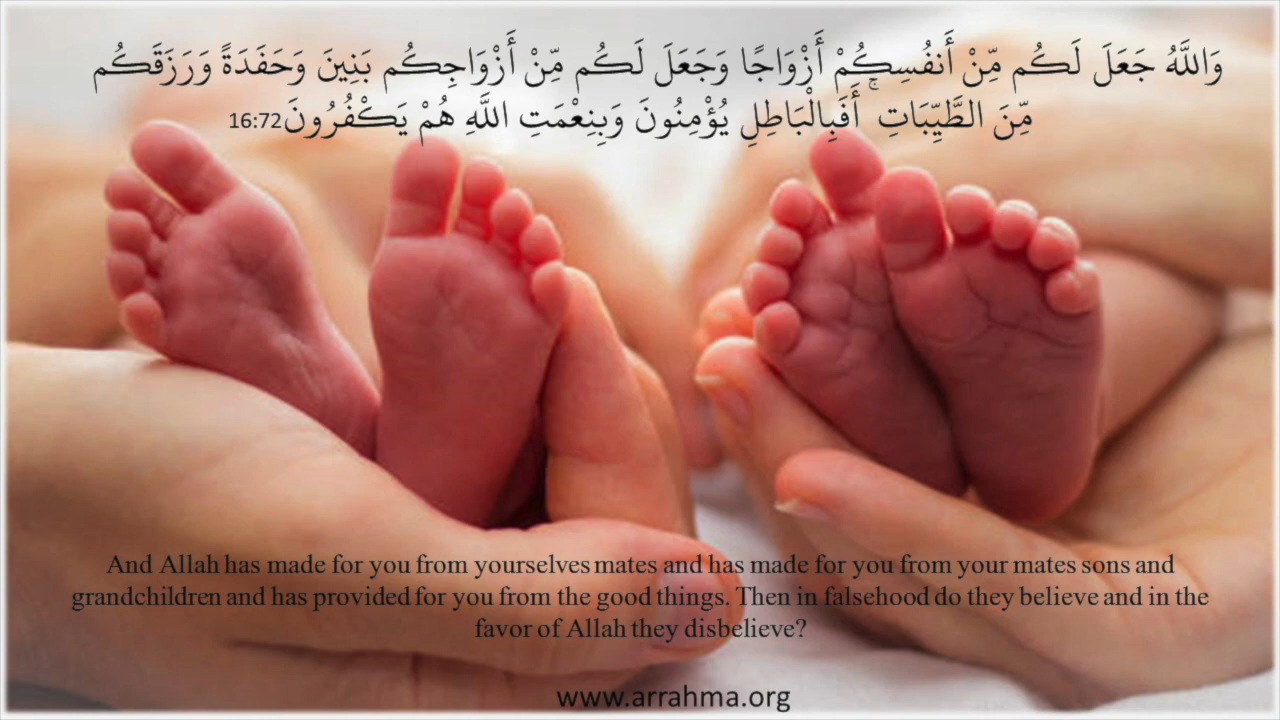 وَاللَّهُ جَعَلَ لَكُم مِّنْ أَنفُسِكُمْ أَزْوَاجًا وَجَعَلَ لَكُم مِّنْ أَزْوَاجِكُم بَنِينَ وَحَفَدَةً وَرَزَقَكُم
مِّنَ الطَّيِّبَاتِ ۚ أَفَبِالْبَاطِلِ يُؤْمِنُونَ وَبِنِعْمَتِ اللَّهِ هُمْ يَكْفُرُونَ16:72
And Allah has made for you from yourselves mates and has made for you from your mates sons and
grandchildren and has provided for you from the good things. Then in falsehood do they believe and in the
favor of Allah they disbelieve?
www.arrahma.org